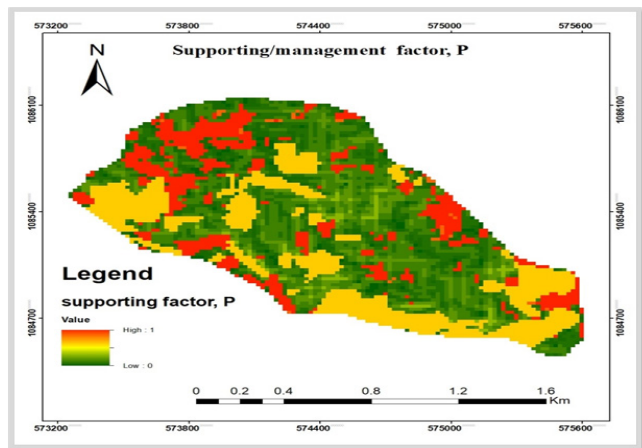 573200 573800 574400 575000 575600
Supporting/management factor, P
N
1086100 1086100
1085400 1085400
1084700 1084700
Legend
supporting factor, P
Value
High : 1
Low : 0
0 0.2 0.4 0.8 1.2 1.6
Km
573200 573800 574400 575000 575600